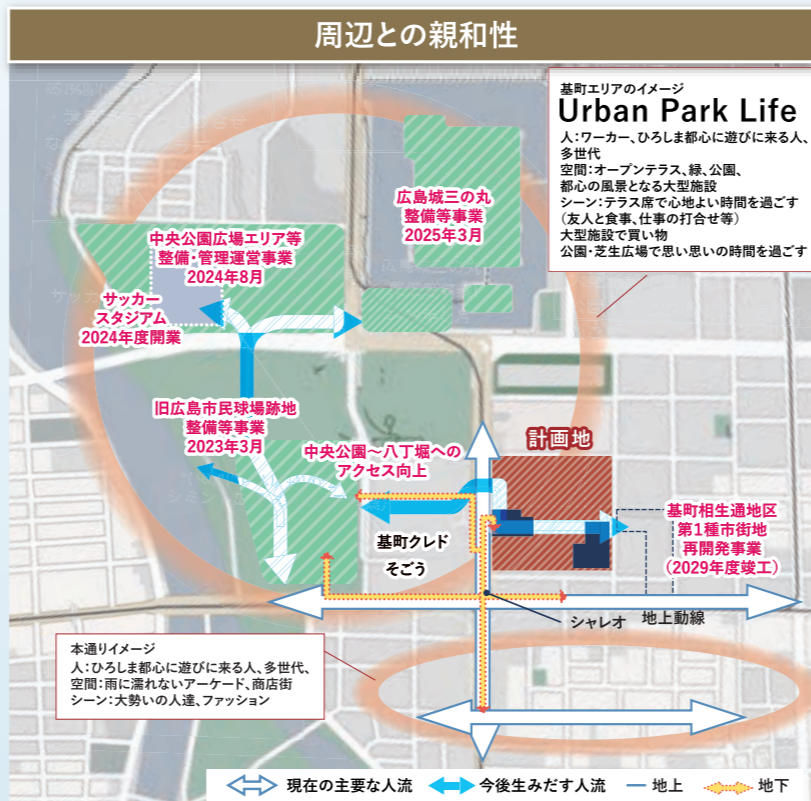 周辺との親和性
基町エリアのイメージ
Urban Park Life
人:ワーカー、ひろしま都心に遊びに来る人、
多世代
空間:オープンテラス、緑、公園、
都心の風景となる大型施設
シーン:テラス席で心地よい時間を過ごす
(友人と食事、仕事の打合せ等)
大型施設で買い物
公園・芝生広場で思い思いの時間を過ごす
広島城三の丸
整備等事業
2025年3月
中央公園広場エリア等
整備・管理運営事業
2024年8月
サッカー
スタジアム
2024年度開業
旧広島市民球場跡地
整備等事業
2023年3月
中央公園～八丁堀への
アクセス向上
計画地
基町クレド
そごう
基町相生通地区
第1種市街地
再開発事業
(2029年度竣工)
シャレオ
地上動線
本通りイメージ
人:ひろしま都心に遊びに来る人、多世代、
空間:雨に濡れないアーケード、商店街
シーン:大勢の人達、ファッション
現在の主要な人流
今後生みだす人流
地上
地下